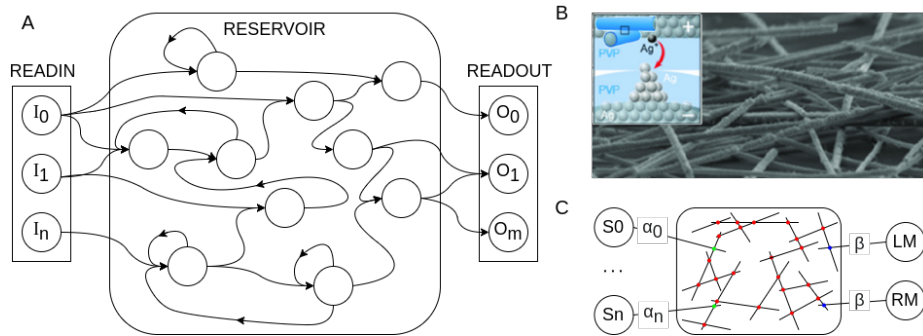 A
RESERVOIR
READIN
I0
I1
In
READOUT
O0
O1
Om
B
PVP
Ag+
+
Ag
PVP
Ag
−
C
S0
α0
...
Sn
αn
β
LM
β
RM